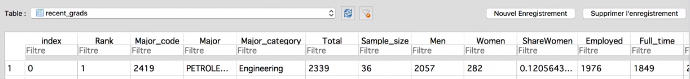 Table : recent_grads Nouvel Enregistrement Supprimer l'enregistrement
index Rank Major_code Major Major_category Total Sample_size Men Women ShareWomen Employed Full_time
Filtre Filtre Filtre Filtre Filtre Filtre Filtre Filtre Filtre Filtre Filtre Filtre
1 0 1 2419 PETROLE... Engineering 2339 36 2057 282 0.1205643... 1976 1849